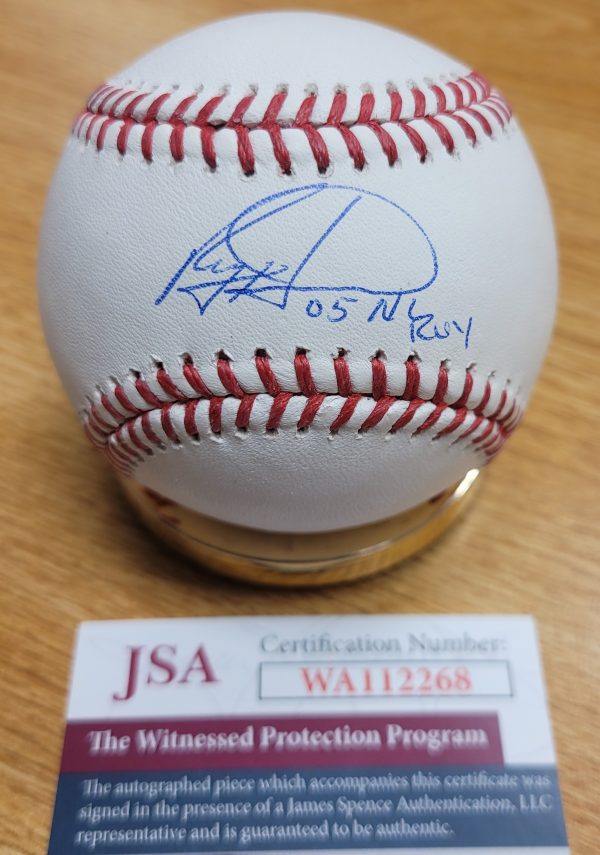 05 NL
ROY
JSA
Certification Number:
WA112268
The Witnessed Protection Program
The autographed piece which accompanies this certificate was
signed in the presence of a James Spence Authentication, LLC
representative and is guaranteed to be authentic.